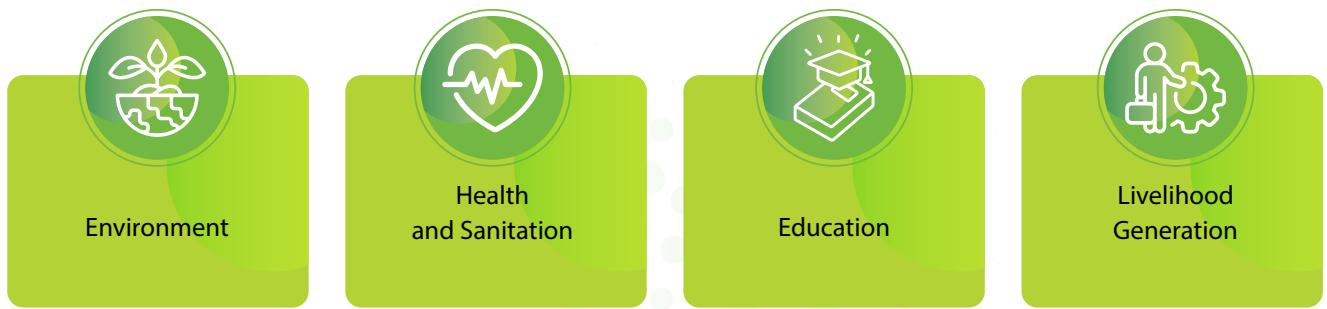 Environment
Health
and Sanitation
Education
Livelihood
Generation